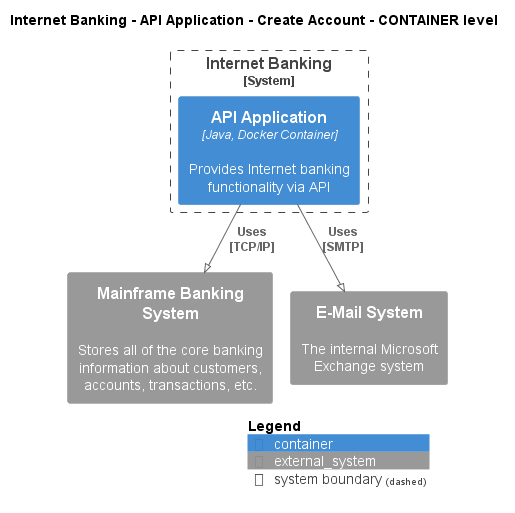 Internet Banking - API Application - Create Account - CONTAINER level
Internet Banking
[System]
API Application
[Java, Docker Container]
Provides Internet banking
functionality via API
Uses
[TCP/IP]
Uses
[SMTP]
Mainframe Banking
System
Stores all of the core banking
information about customers,
accounts, transactions, etc.
E-Mail System
The internal Microsoft
Exchange system
Legend
container
external_system
system boundary (dashed)